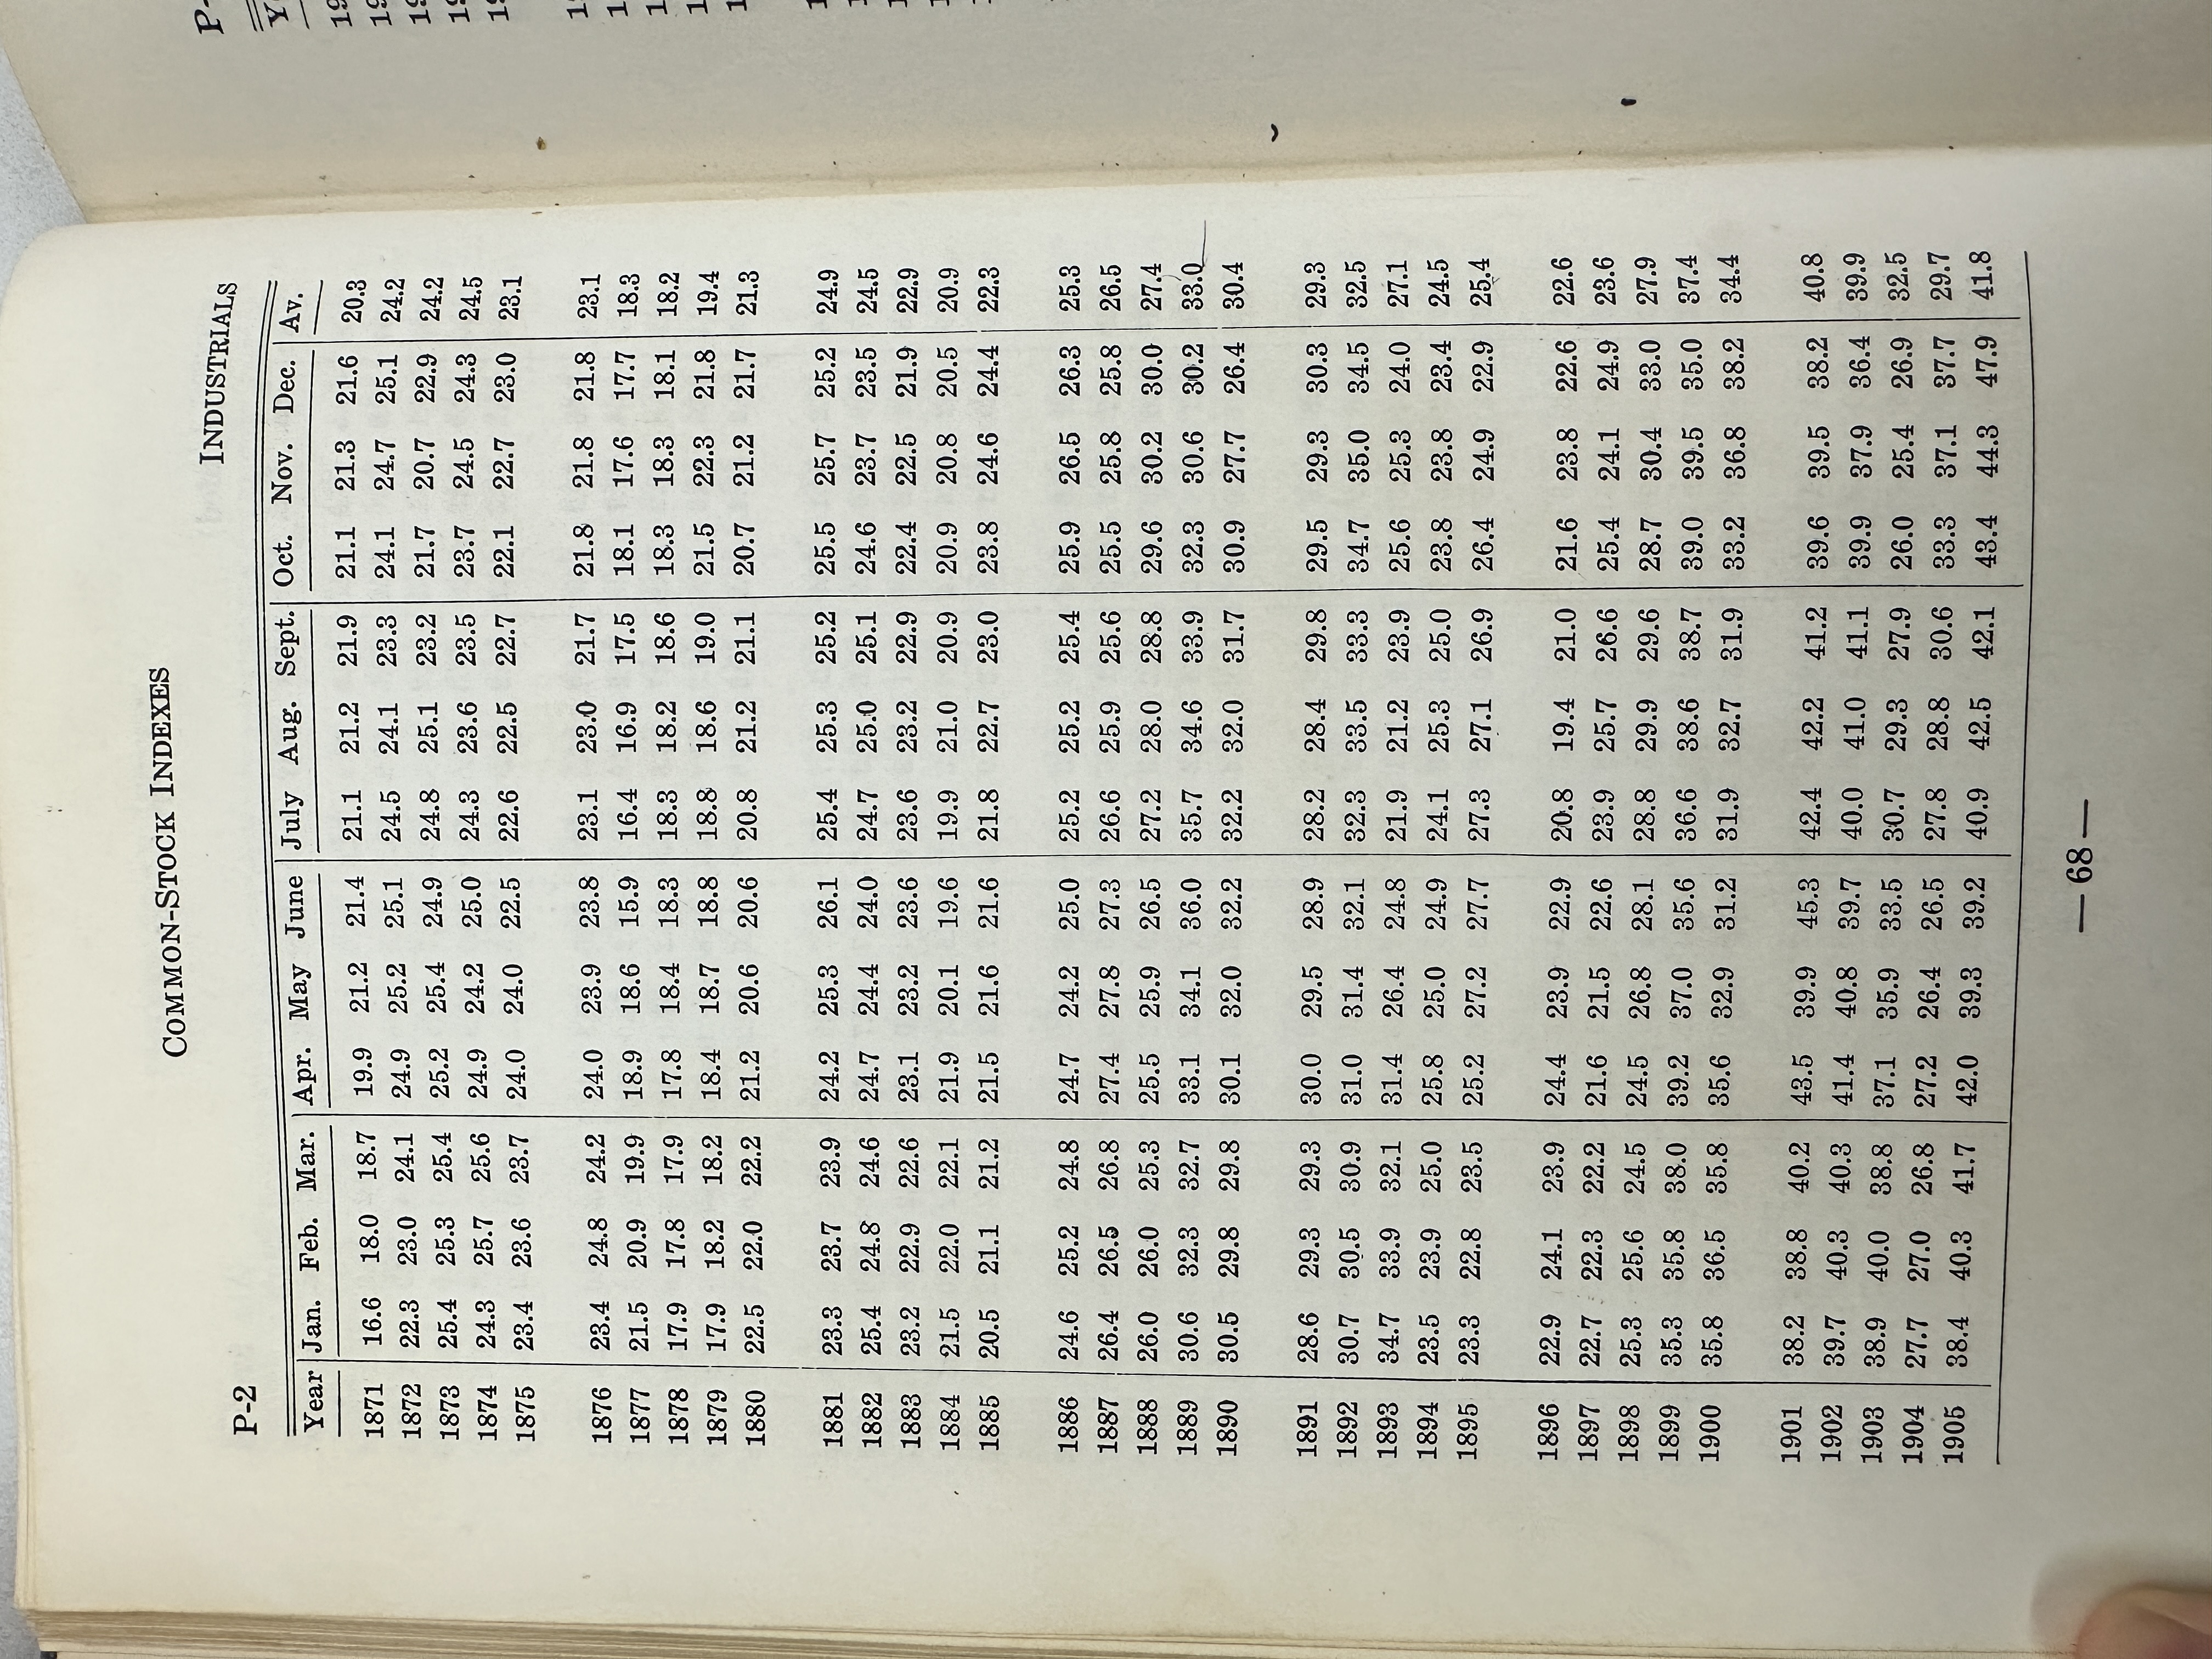 COMMON-STOCK INDEXES
P-2 INDUSTRIALS
Year Jan. Feb. Mar. Apr. May June July Aug. Sept. Oct. Nov. Dec. Av.
1871 16.6 18.0 18.7 19.9 21.2 21.4 21.1 21.2 21.9 21.1 21.3 21.6 20.3
1872 22.3 23.0 24.1 24.9 25.2 25.1 24.5 24.1 23.3 24.1 24.7 25.1 24.2
1873 25.4 25.3 25.4 25.2 25.4 24.9 24.8 25.1 23.2 21.7 20.7 22.9 24.2
1874 24.3 25.7 25.6 24.9 24.2 25.0 24.3 23.6 23.5 23.7 24.5 24.3 24.5
1875 23.4 23.6 23.7 24.0 24.0 22.5 22.6 22.5 22.7 22.1 22.7 23.0 23.1
1876 23.4 24.8 24.2 24.0 23.9 23.8 23.1 23.0 21.7 21.8 21.8 21.8 23.1
1877 21.5 20.9 19.9 18.9 18.6 15.9 16.4 16.9 17.5 18.1 17.6 17.7 18.3
1878 17.9 17.8 17.9 17.8 18.4 18.3 18.3 18.2 18.6 18.3 18.3 18.1 18.2
1879 17.9 18.2 18.2 18.4 18.7 18.8 18.8 18.6 19.0 21.5 22.3 21.8 19.4
1880 22.5 22.0 22.2 21.2 20.6 20.6 20.8 21.2 21.1 20.7 21.2 21.7 21.3
1881 23.3 23.7 23.9 24.2 25.3 26.1 25.4 25.3 25.2 25.5 25.7 25.2 24.9
1882 25.4 24.8 24.6 24.7 24.4 24.0 24.7 25.0 25.1 24.6 23.7 23.5 24.5
1883 23.2 22.9 22.6 23.1 23.2 23.6 23.6 23.2 22.9 22.4 22.5 21.9 22.9
1884 21.5 22.0 22.1 21.9 20.1 19.6 19.9 21.0 20.9 20.9 20.8 20.5 20.9
1885 20.5 21.1 21.2 21.5 21.6 21.6 21.8 22.7 23.0 23.8 24.6 24.4 22.3
1886 24.6 25.2 24.8 24.7 24.2 25.0 25.2 25.2 25.4 25.9 26.5 26.3 25.3
1887 26.4 26.5 26.8 27.4 27.8 27.3 26.6 25.9 25.6 25.5 25.8 25.8 26.5
1888 26.0 26.0 25.3 25.5 25.9 26.5 27.2 28.0 28.8 29.6 30.2 30.0 27.4
1889 30.6 32.3 32.7 33.1 34.1 36.0 35.7 34.6 33.9 32.3 30.6 30.2 33.0
1890 30.5 29.8 29.8 30.1 32.0 32.2 32.2 32.0 31.7 30.9 27.7 26.4 30.4
1891 28.6 29.3 29.3 30.0 29.5 28.9 28.2 28.4 29.8 29.5 29.3 30.3 29.3
1892 30.7 30.5 30.9 31.0 31.4 32.1 32.3 33.5 33.3 34.7 35.0 34.5 32.5
1893 34.7 33.9 32.1 31.4 26.4 24.8 21.9 21.2 23.9 25.6 25.3 24.0 27.1
1894 23.5 23.9 25.0 25.8 25.0 24.9 24.1 25.3 25.0 23.8 23.8 23.4 24.5
1895 23.3 22.8 23.5 25.2 27.2 27.7 27.3 27.1 26.9 26.4 24.9 22.9 25.4
1896 22.9 24.1 23.9 24.4 23.9 22.9 20.8 19.4 21.0 21.6 23.8 22.6 22.6
1897 22.7 22.3 22.2 21.6 21.5 22.6 23.9 25.7 26.6 25.4 24.1 24.9 23.6
1898 25.3 25.6 24.5 24.5 26.8 28.1 28.8 29.9 29.6 28.7 30.4 33.0 27.9
1899 35.3 35.8 38.0 39.2 37.0 35.6 36.6 38.6 38.7 39.0 39.5 35.0 37.4
1900 35.8 36.5 35.8 35.6 32.9 31.2 31.9 32.7 31.9 33.2 36.8 38.2 34.4
1901 38.2 38.8 40.2 43.5 39.9 45.3 42.4 42.2 41.2 39.6 39.5 38.2 40.8
1902 39.7 40.3 40.3 41.4 40.8 39.7 40.0 41.0 41.1 39.9 37.9 36.4 39.9
1903 38.9 40.0 38.8 37.1 35.9 33.5 30.7 29.3 27.9 26.0 25.4 26.9 32.5
1904 27.7 27.0 26.8 27.2 26.4 26.5 27.8 28.8 30.6 33.3 37.1 37.7 29.7
1905 38.4 40.3 41.7 42.0 39.3 39.2 40.9 42.5 42.1 43.4 44.3 47.9 41.8
— 68 —